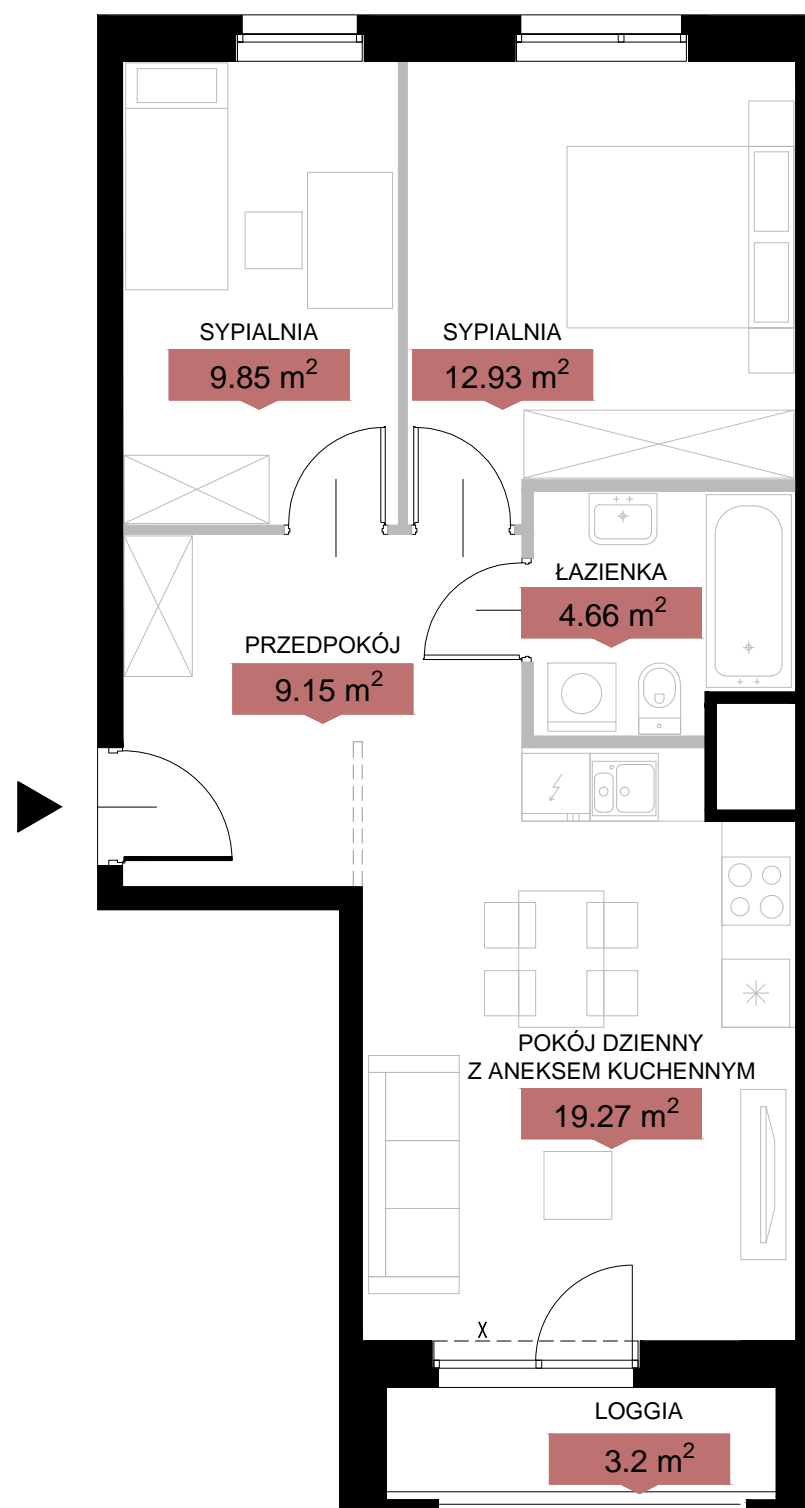 SYPIALNIA
9.85 m²
SYPIALNIA
12.93 m²
ŁAZIENKA
4.66 m²
PRZEDPOKÓJ
9.15 m²
POKÓJ DZIENNY
Z ANEKSEM KUCHENNYM
19.27 m²
X
LOGGIA
3.2 m²